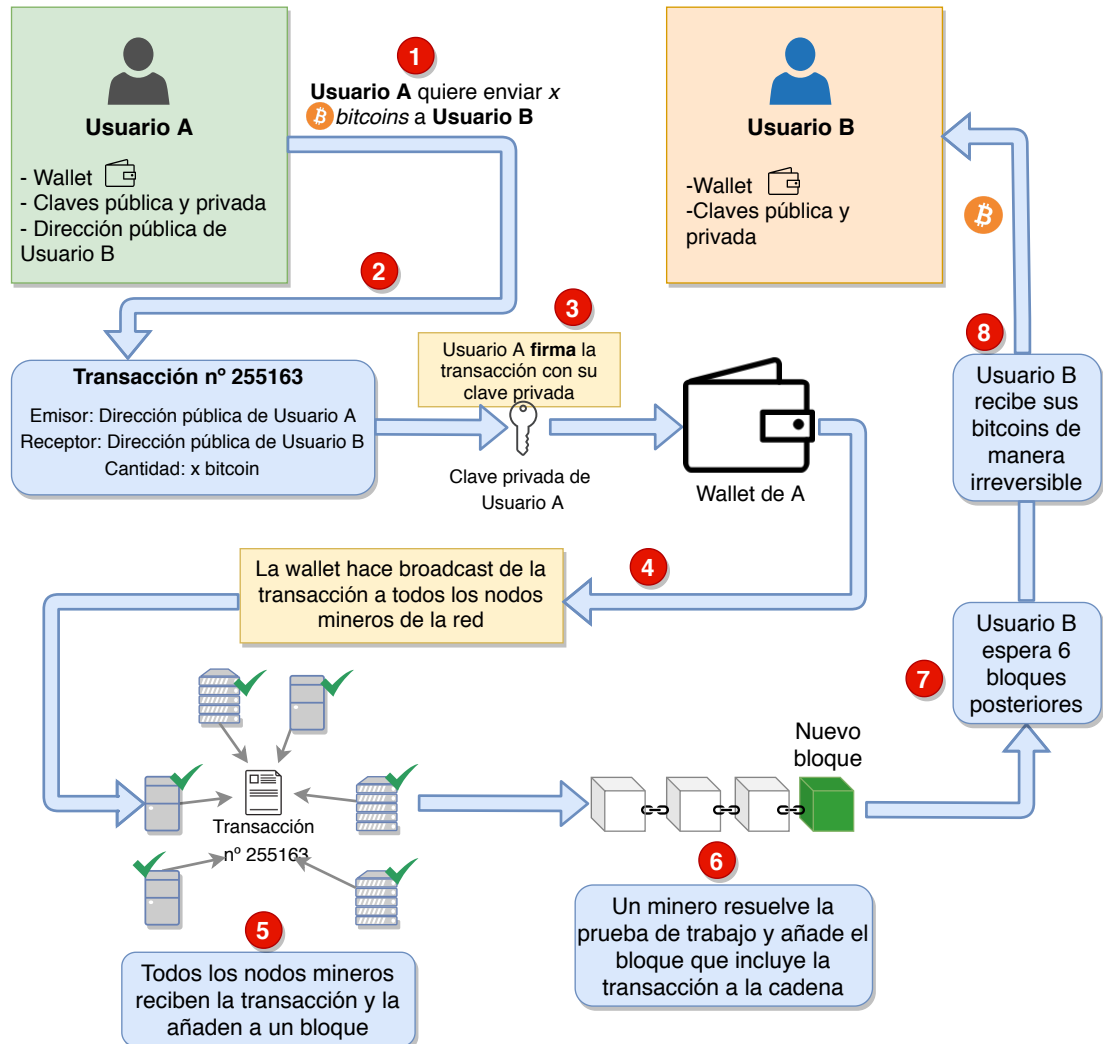 Usuario A
- Wallet
- Claves pública y privada
- Dirección pública de
Usuario B
1
Usuario A quiere enviar x
bitcoins a Usuario B
Usuario B
-Wallet
-Claves pública y
privada
2
Transacción nº 255163
Emisor: Dirección pública de Usuario A
Receptor: Dirección pública de Usuario B
Cantidad: x bitcoin
3
Usuario A firma la
transacción con su
clave privada
Clave privada de
Usuario A
Wallet de A
4
La wallet hace broadcast de la
transacción a todos los nodos
mineros de la red
Transacción
nº 255163
5
Todos los nodos mineros
reciben la transacción y la
añaden a un bloque
Nuevo
bloque
6
Un minero resuelve la
prueba de trabajo y añade el
bloque que incluye la
transacción a la cadena
7
Usuario B
espera 6
bloques
posteriores
8
Usuario B
recibe sus
bitcoins de
manera
irreversible